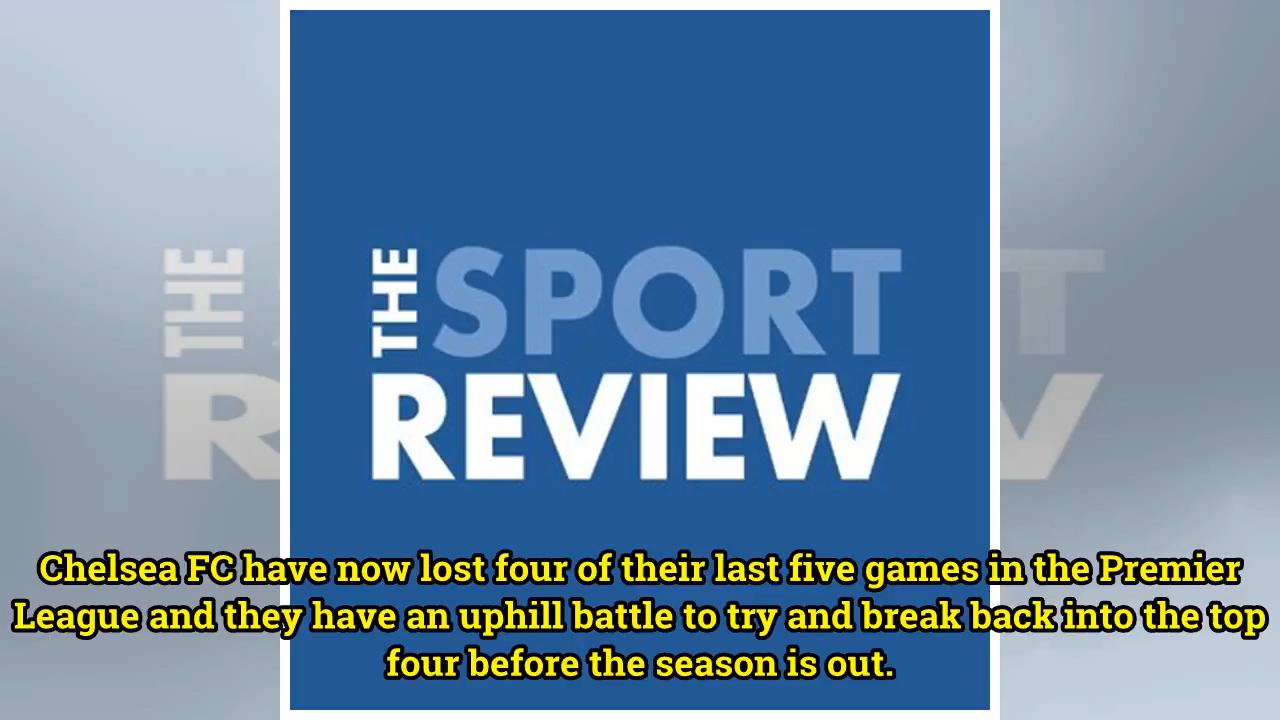 THE SPORT
REVIEW
Chelsea FC have now lost four of their last five games in the Premier
League and they have an uphill battle to try and break back into the top
four before the season is out.